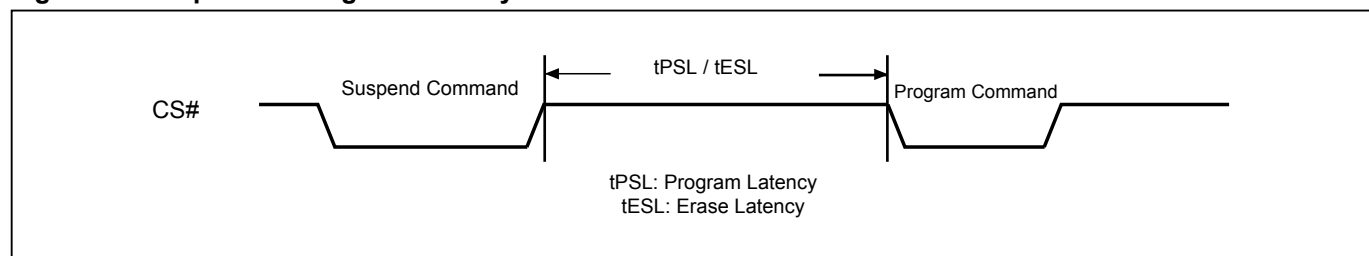 tPSL / tESL
Suspend Command
Program Command
CS#
tPSL: Program Latency
tESL: Erase Latency